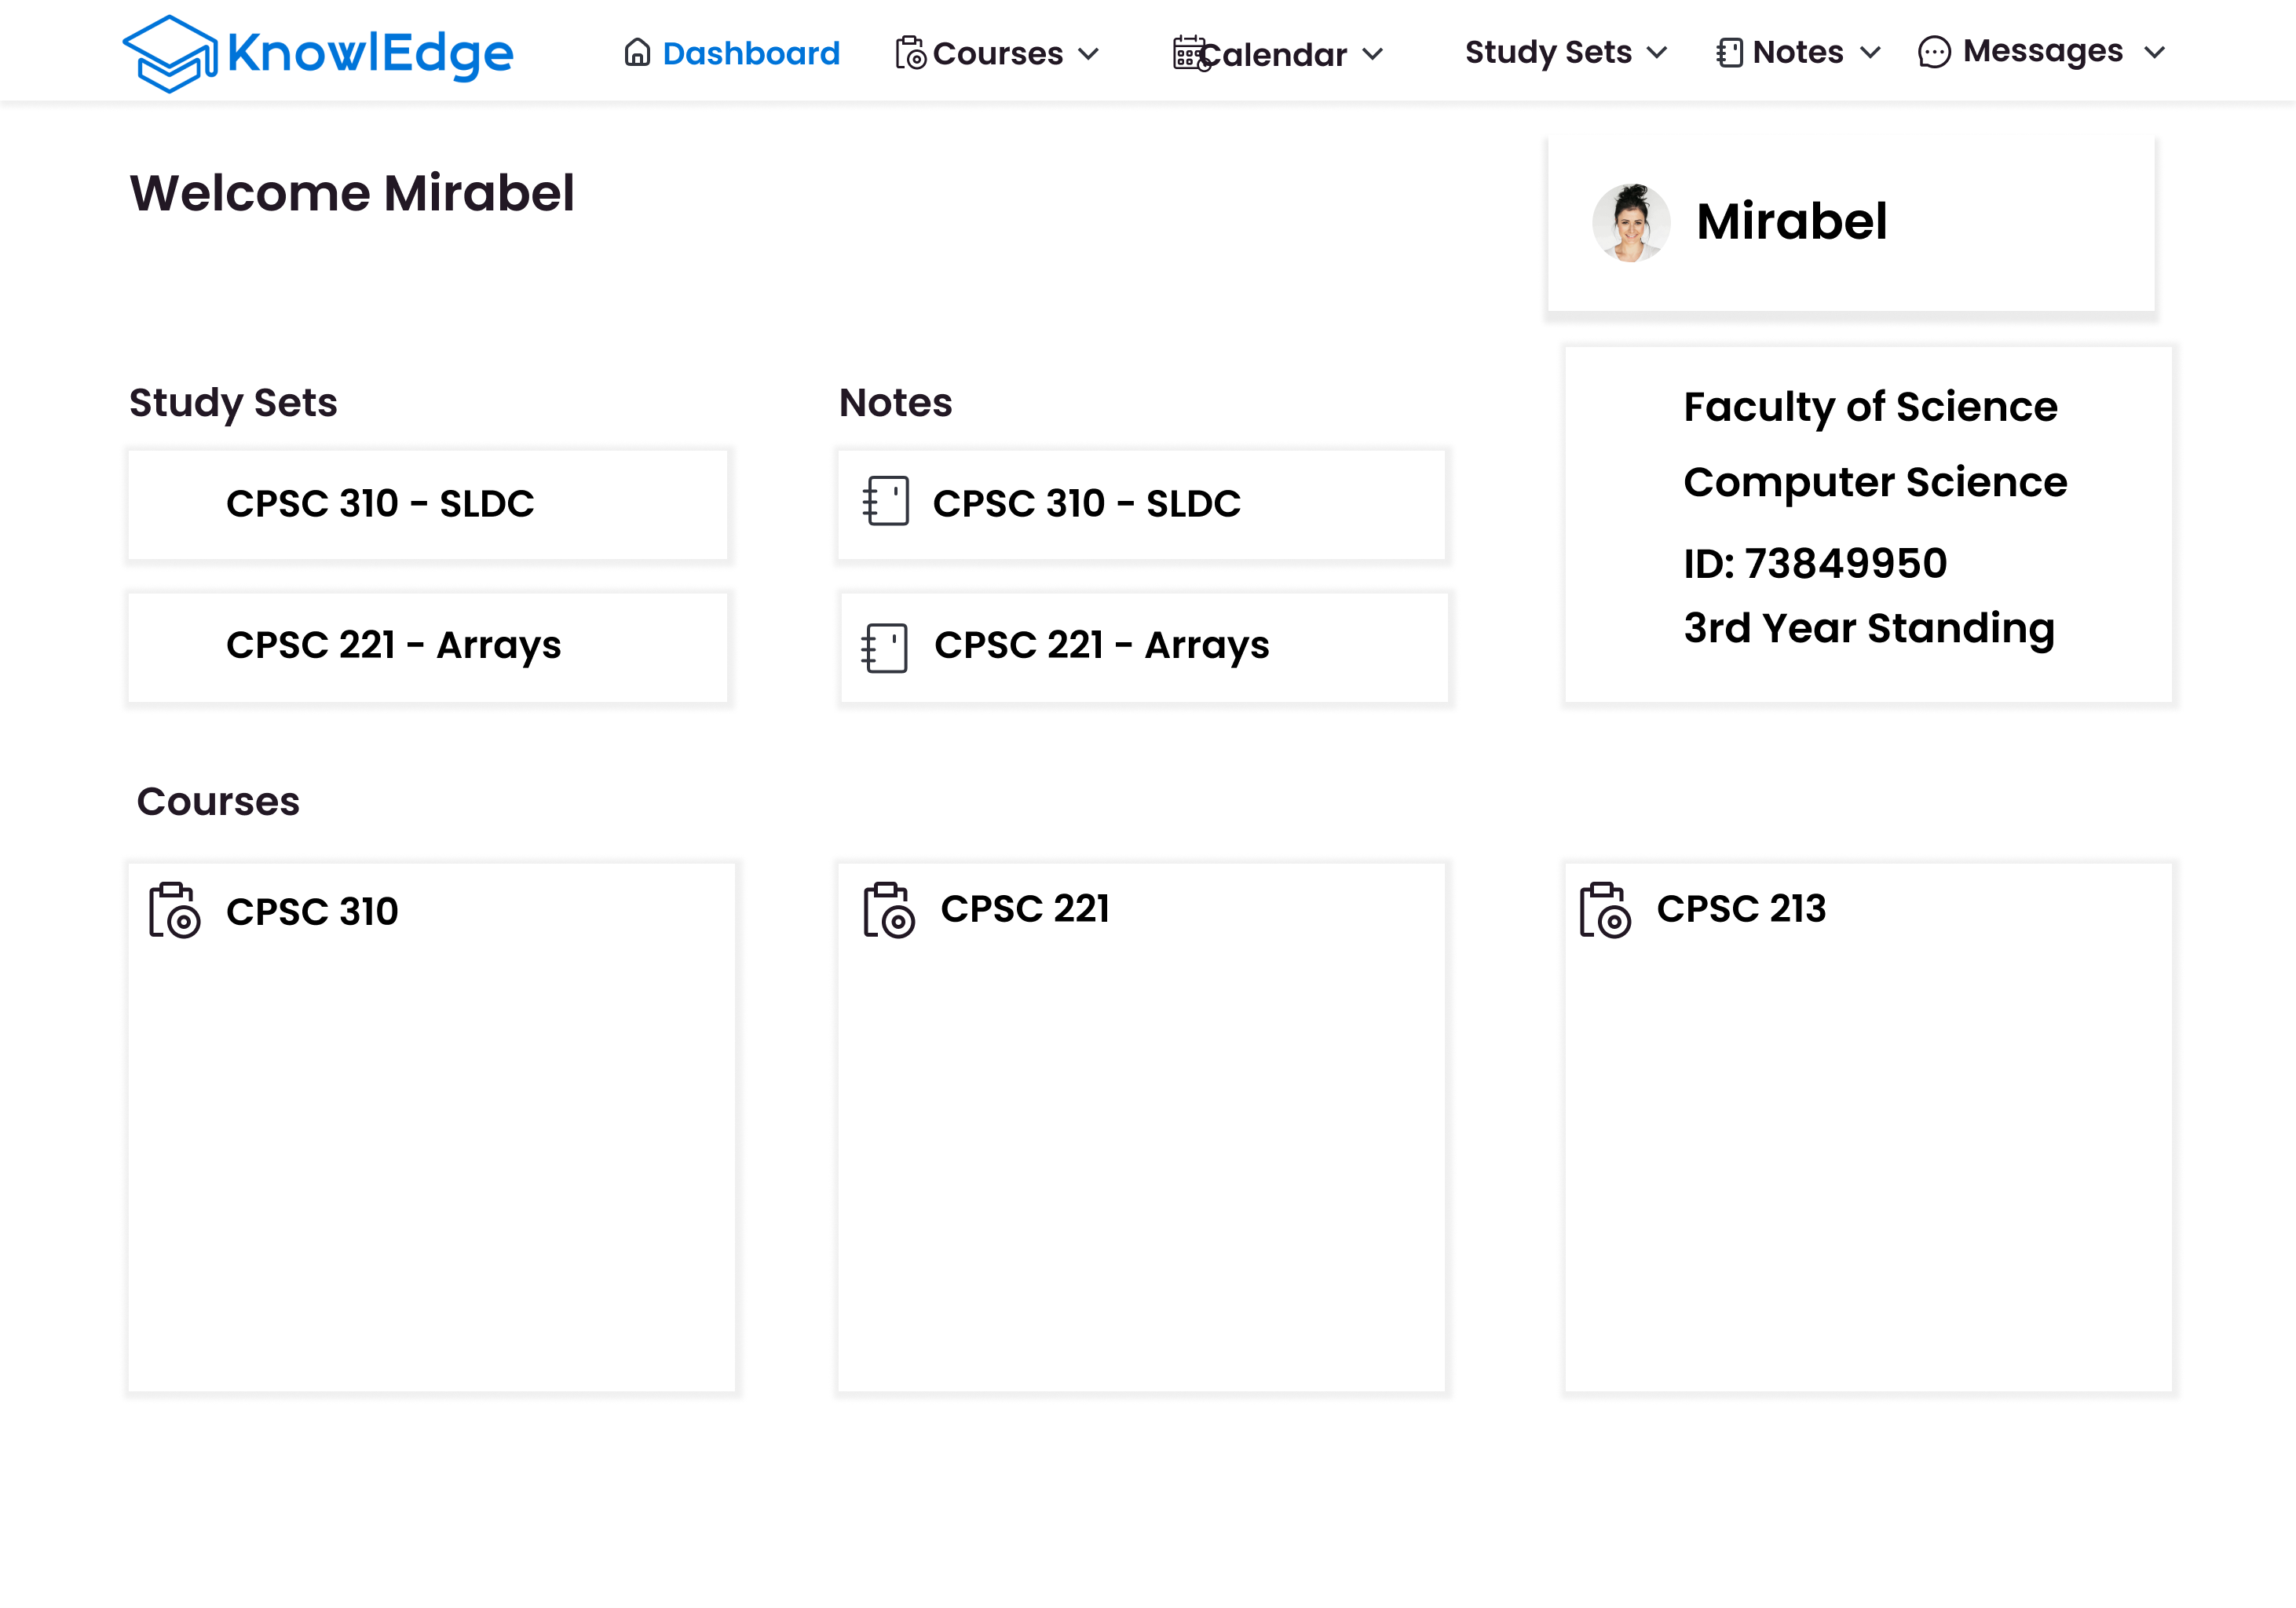 KnowlEdge
Dashboard
Courses
Calendar
Study Sets
Notes
Messages
Welcome Mirabel
Mirabel
Study Sets
CPSC 310 - SLDC
CPSC 221 - Arrays
Notes
CPSC 310 - SLDC
CPSC 221 - Arrays
Faculty of Science
Computer Science
ID: 73849950
3rd Year Standing
Courses
CPSC 310
CPSC 221
CPSC 213